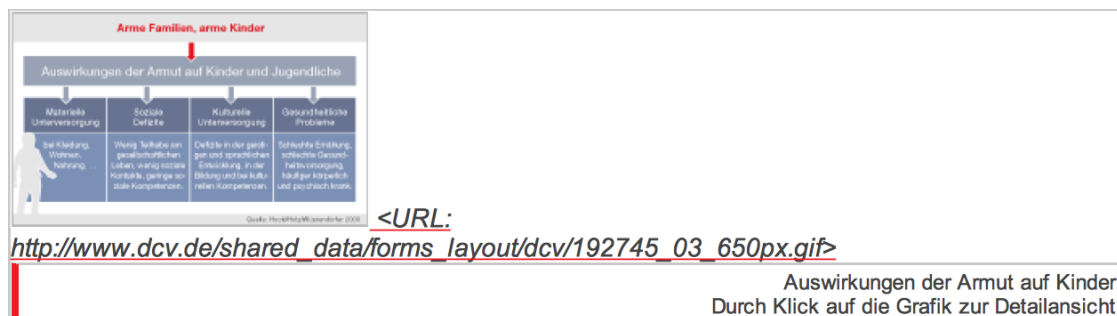 Arme Familien, arme Kinder
Auswirkungen der Armut auf Kinder und Jugendliche
Materielle
Unterversorgung
bei Kleidung,
Wohnen,
Nahrung, ...
Soziale
Defizite
Wenig Teilhabe am
gesellschaftlichen
Leben, wenig soziale
Kontakte, geringe so-
ziale Kompetenzen.
Kulturelle
Unterversorgung
Defizite in der geisti-
gen und sprachlichen
Entwicklung, in der
Bildung und bei kultu-
rellen Kompetenzen.
Gesundheitliche
Probleme
Schlechte Ernährung,
schlechte Gesund-
heitsversorgung,
häufiger körperlich
und psychisch krank.
Quelle:
<URL:
http://www.dcv.de/shared_data/forms_layout/dcv/192745_03_650px.gif>
Auswirkungen der Armut auf Kinder
Durch Klick auf die Grafik zur Detailansicht